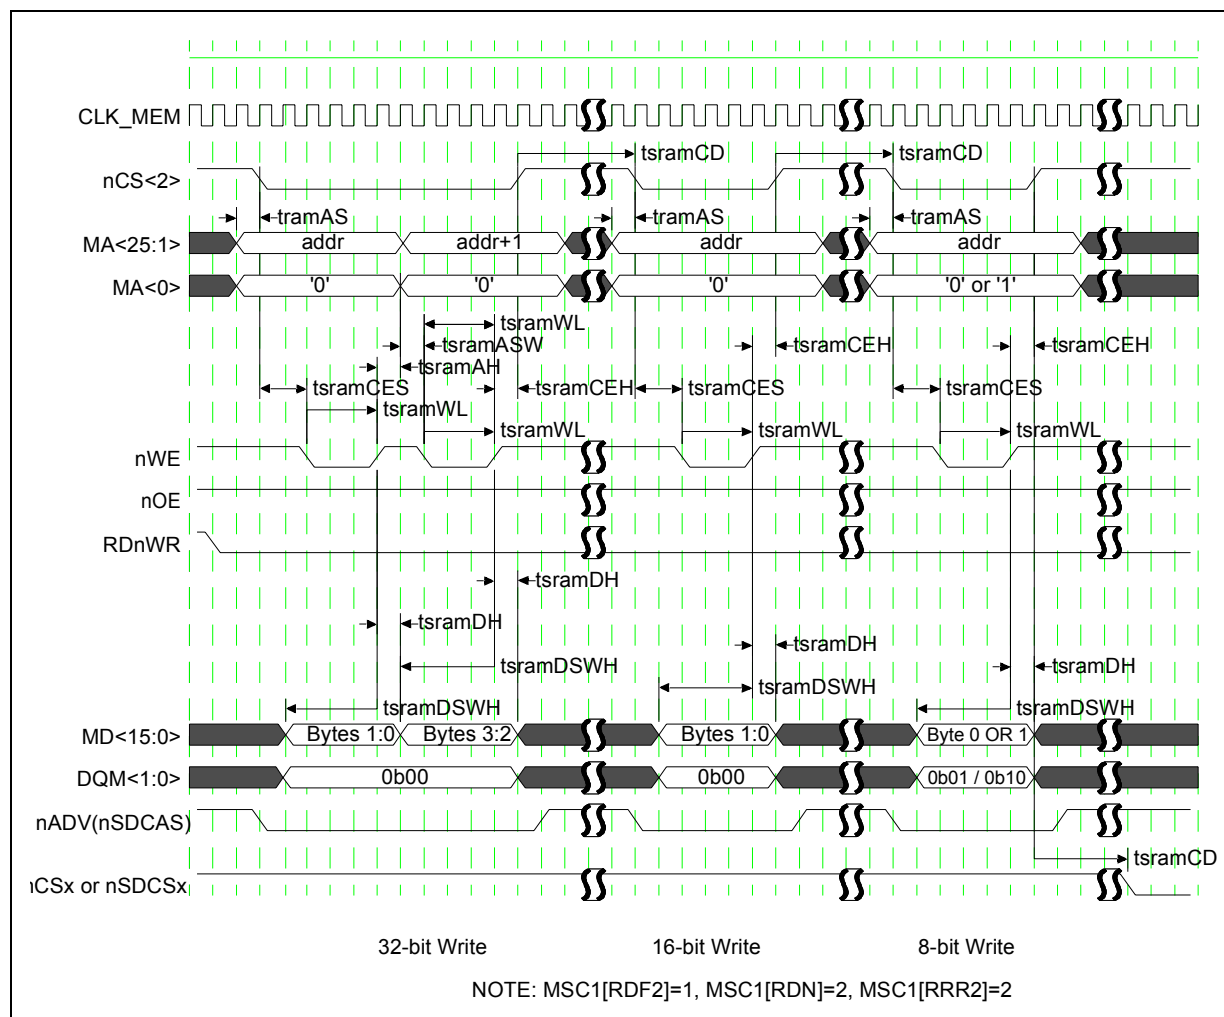 CLK_MEM
tsramCD tsramCD
nCS<2>
tramAS tsramAS tramAS
MA<25:1> addr addr+1 addr addr
MA<0> '0' '0' '0' '0' or '1'
tsramWL
tsramASW tsramCEH tsramCEH
tsramAH
tsramCES tsramCEH tsramCES tsramCES
tsramWL
tsramWL tsramWL tsramWL
nWE
nOE
RDnWR
tsramDH
tsramDH
tsramDH
tsramDSWH tsramDH
tsramDSWH
tsramDSWH tsramDSWH
MD<15:0> Bytes 1:0 Bytes 3:2 Bytes 1:0 Byte 0 OR 1
DQM<1:0> 0b00 0b00 0b01 / 0b10
nADV(nSDCAS)
tsramCD
CSx or nSDCSx
32-bit Write 16-bit Write 8-bit Write
NOTE: MSC1[RDF2]=1, MSC1[RDN]=2, MSC1[RRR2]=2